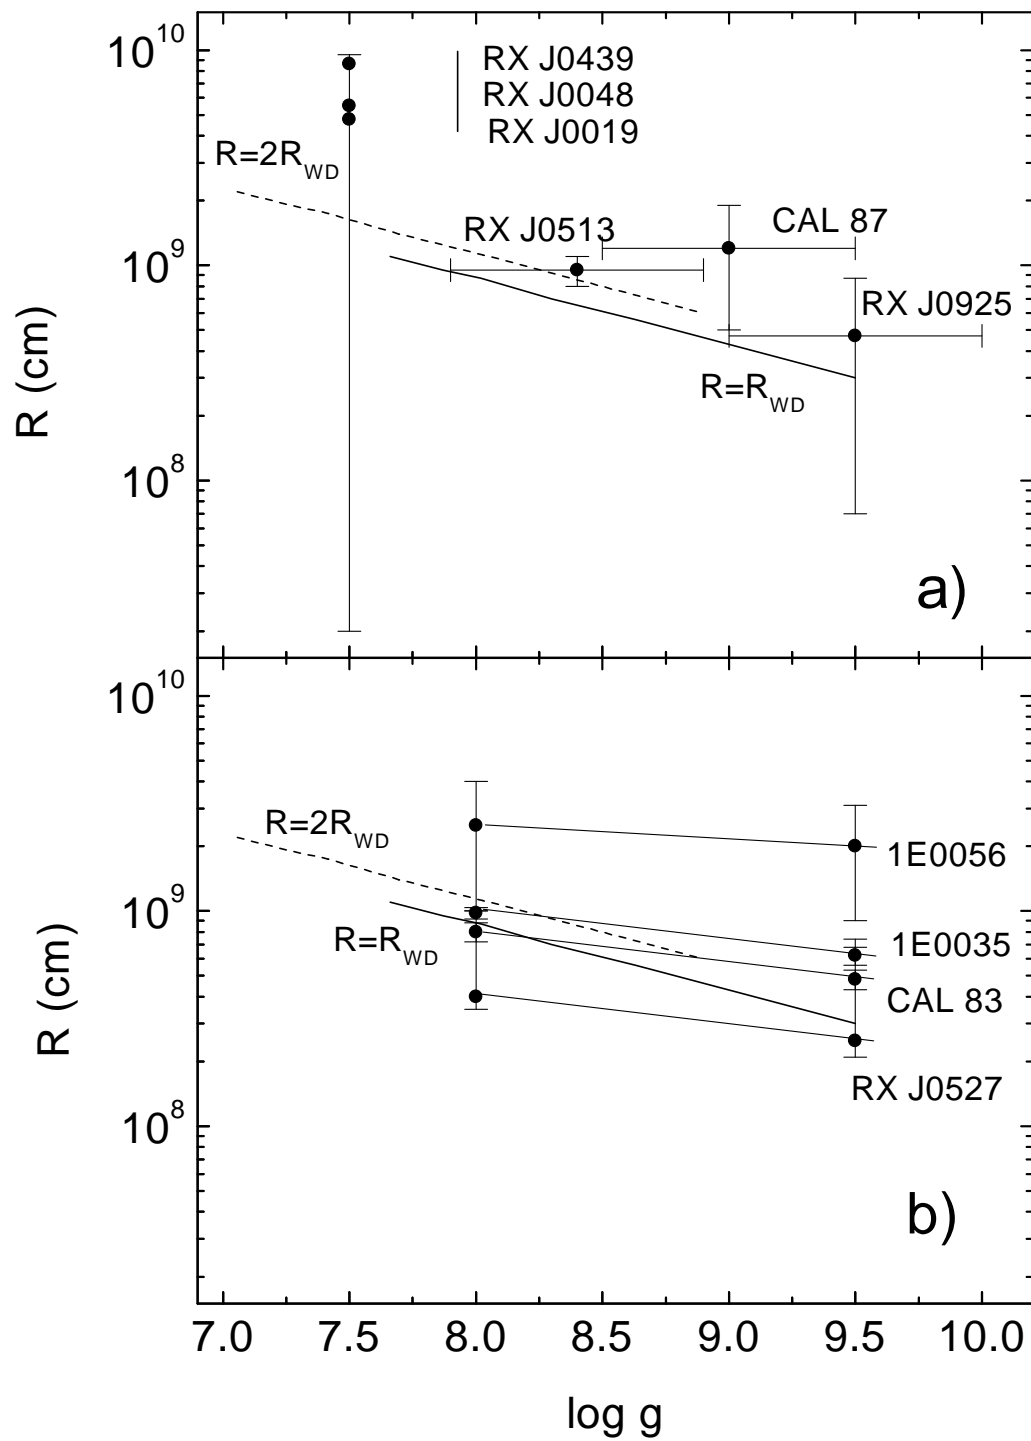 10^10
RX J0439
RX J0048
RX J0019
R=2R_WD
RX J0513
CAL 87
10^9
RX J0925
R (cm)
R=R_WD
10^8
a)
10^10
R=2R_WD
1E0056
10^9
R=R_WD
1E0035
R (cm)
CAL 83
RX J0527
10^8
b)
7.0 7.5 8.0 8.5 9.0 9.5 10.0
log g